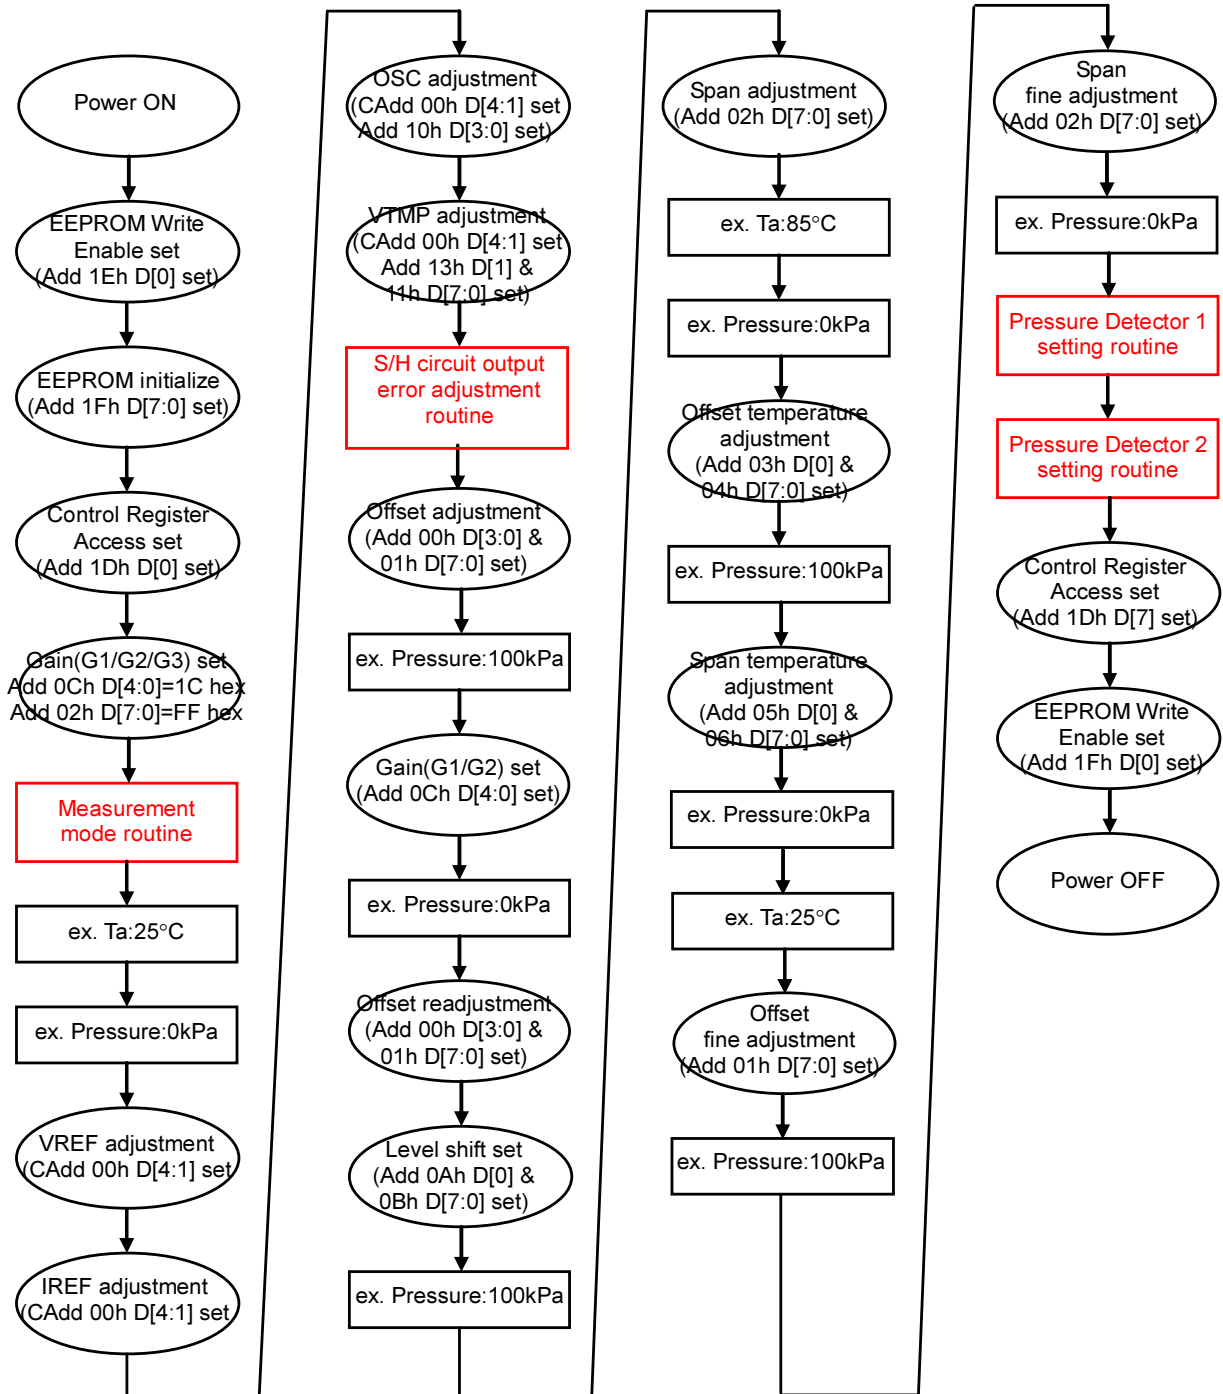 Power ON
EEPROM Write
Enable set
(Add 1Eh D[0] set)
EEPROM initialize
(Add 1Fh D[7:0] set)
Control Register
Access set
(Add 1Dh D[0] set)
Gain(G1/G2/G3) set
Add 0Ch D[4:0]=1C hex
Add 02h D[7:0]=FF hex
Measurement
mode routine
ex. Ta:25°C
ex. Pressure:0kPa
VREF adjustment
(CAdd 00h D[4:1] set
IREF adjustment
(CAdd 00h D[4:1] set
OSC adjustment
(CAdd 00h D[4:1] set
Add 10h D[3:0] set)
VTMP adjustment
(CAdd 00h D[4:1] set
Add 13h D[1] &
11h D[7:0] set)
S/H circuit output
error adjustment
routine
Offset adjustment
(Add 00h D[3:0] &
01h D[7:0] set)
ex. Pressure:100kPa
Gain(G1/G2) set
(Add 0Ch D[4:0] set)
ex. Pressure:0kPa
Offset readjustment
(Add 00h D[3:0] &
01h D[7:0] set)
Level shift set
(Add 0Ah D[0] &
0Bh D[7:0] set)
ex. Pressure:100kPa
Span adjustment
(Add 02h D[7:0] set)
ex. Ta:85°C
ex. Pressure:0kPa
Offset temperature
adjustment
(Add 03h D[0] &
04h D[7:0] set)
ex. Pressure:100kPa
Span temperature
adjustment
(Add 05h D[0] &
06h D[7:0] set)
ex. Pressure:0kPa
ex. Ta:25°C
Offset
fine adjustment
(Add 01h D[7:0] set)
ex. Pressure:100kPa
Span
fine adjustment
(Add 02h D[7:0] set)
ex. Pressure:0kPa
Pressure Detector 1
setting routine
Pressure Detector 2
setting routine
Control Register
Access set
(Add 1Dh D[7] set)
EEPROM Write
Enable set
(Add 1Fh D[0] set)
Power OFF